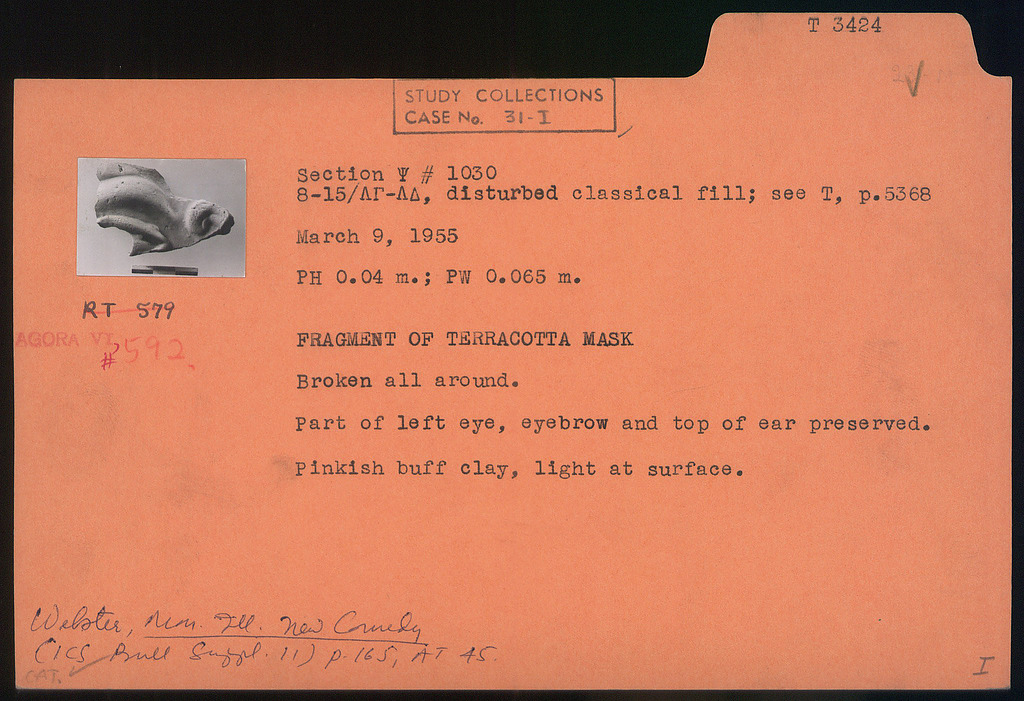 T 3424
STUDY COLLECTIONS
CASE No. 31-I
Section Ψ # 1030
8-15/ΛΓ-ΛΔ, disturbed classical fill; see T, p.5368
March 9, 1955
PH 0.04 m.; PW 0.065 m.
RT 579
AGORA VI
#592
FRAGMENT OF TERRACOTTA MASK
Broken all around.
Part of left eye, eyebrow and top of ear preserved.
Pinkish buff clay, light at surface.
Webster, Mon. Ill. New Comedy
(ICS Bull Suppl. 11) p. 165, AT 45.
CAT.
I